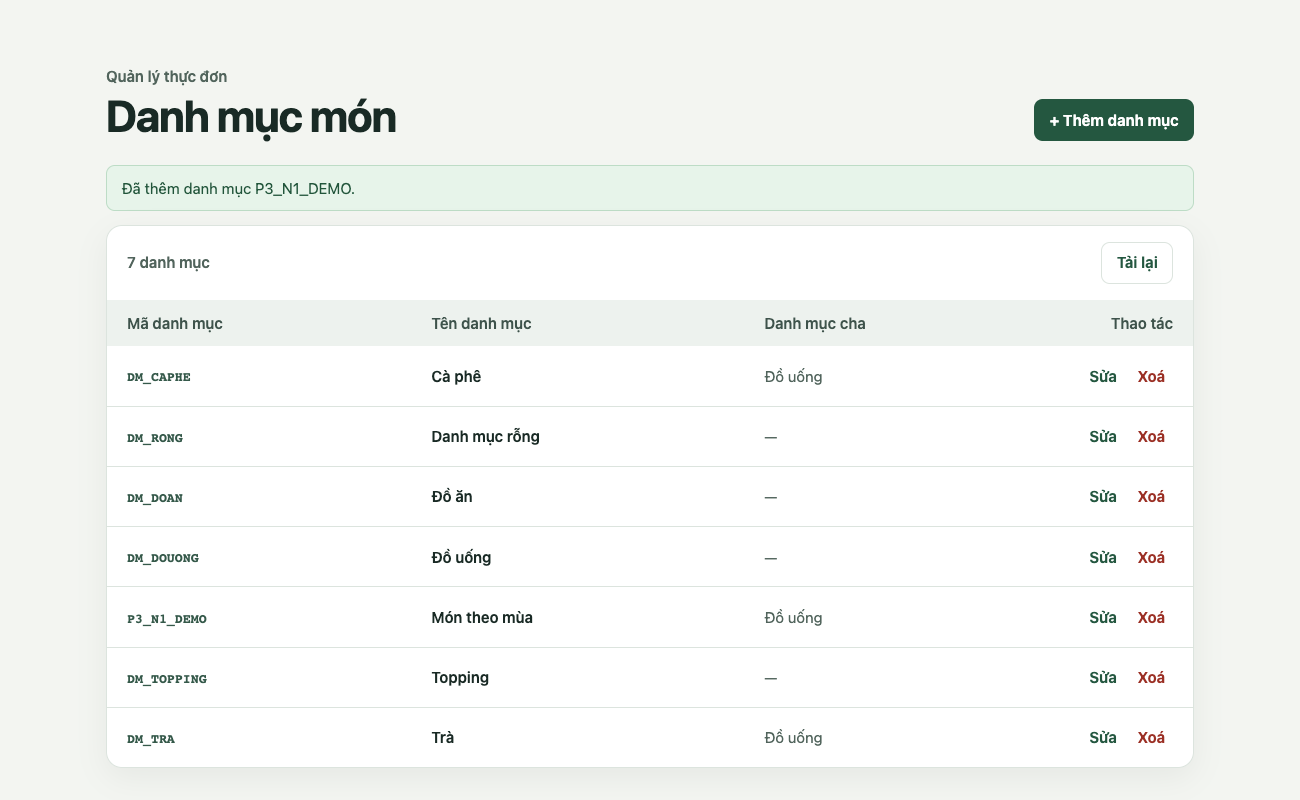 Quản lý thực đơn
Danh mục món
+ Thêm danh mục
Đã thêm danh mục P3_N1_DEMO.
7 danh mục
Tải lại
Mã danh mục Tên danh mục Danh mục cha Thao tác
DM_CAPHE Cà phê Đồ uống Sửa Xoá
DM_RONG Danh mục rỗng — Sửa Xoá
DM_DOAN Đồ ăn — Sửa Xoá
DM_DOUONG Đồ uống — Sửa Xoá
P3_N1_DEMO Món theo mùa Đồ uống Sửa Xoá
DM_TOPPING Topping — Sửa Xoá
DM_TRA Trà Đồ uống Sửa Xoá